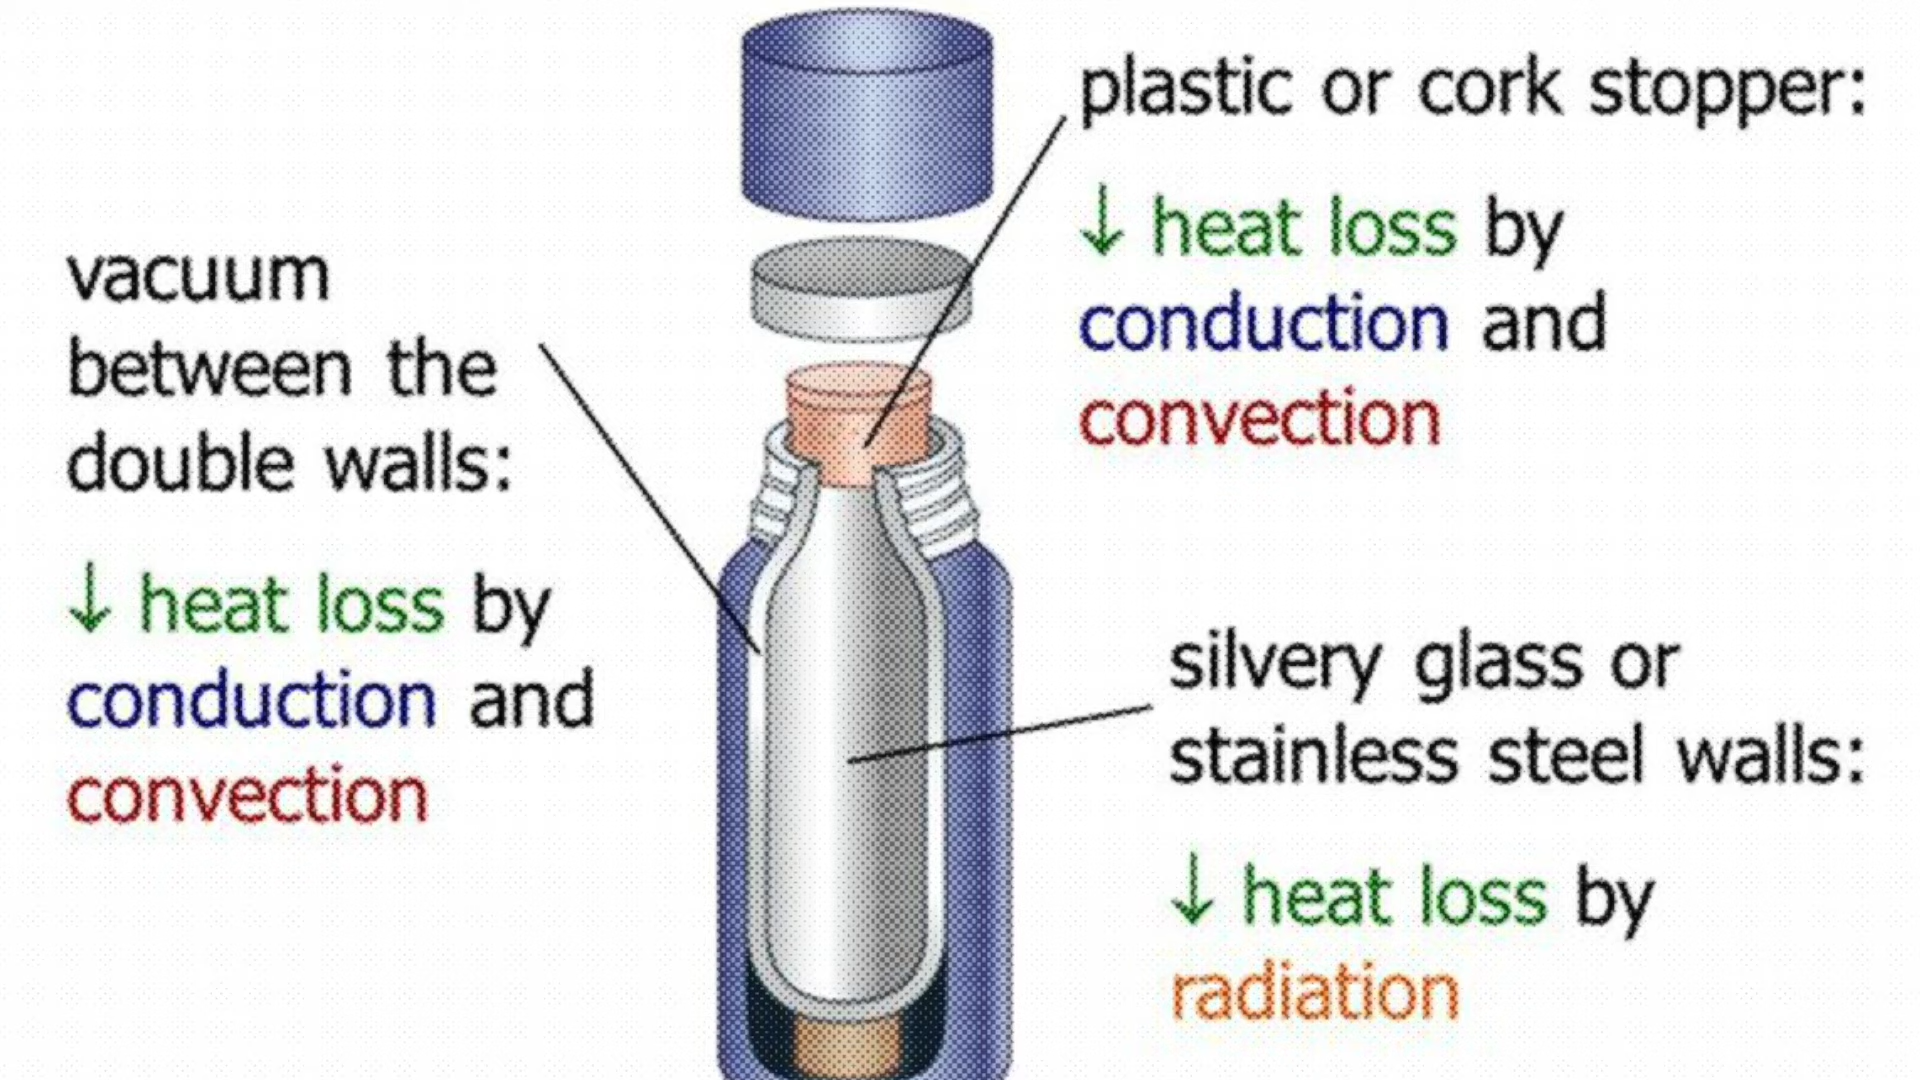 plastic or cork stopper:
↓ heat loss by
conduction and
convection
vacuum
between the
double walls:
↓ heat loss by
conduction and
convection
silvery glass or
stainless steel walls:
↓ heat loss by
radiation